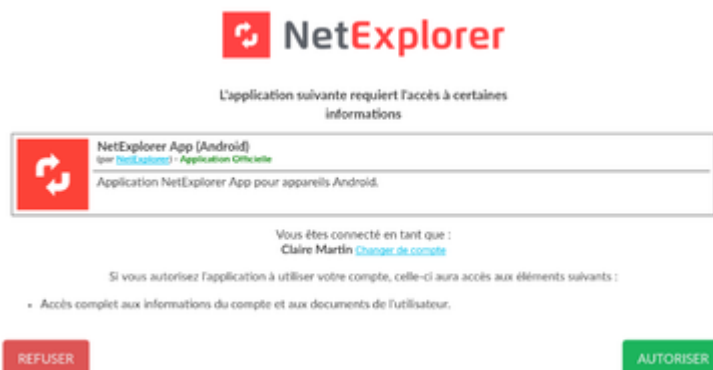 NetExplorer
L'application suivante requiert l'accès à certaines
informations
NetExplorer App (Android)
(par NetExplorer) - Application Officielle
Application NetExplorer App pour appareils Android.
Vous êtes connecté en tant que :
Claire Martin Changer de compte
Si vous autorisez l'application à utiliser votre compte, celle-ci aura accès aux éléments suivants :
• Accès complet aux informations du compte et aux documents de l'utilisateur.
REFUSER
AUTORISER